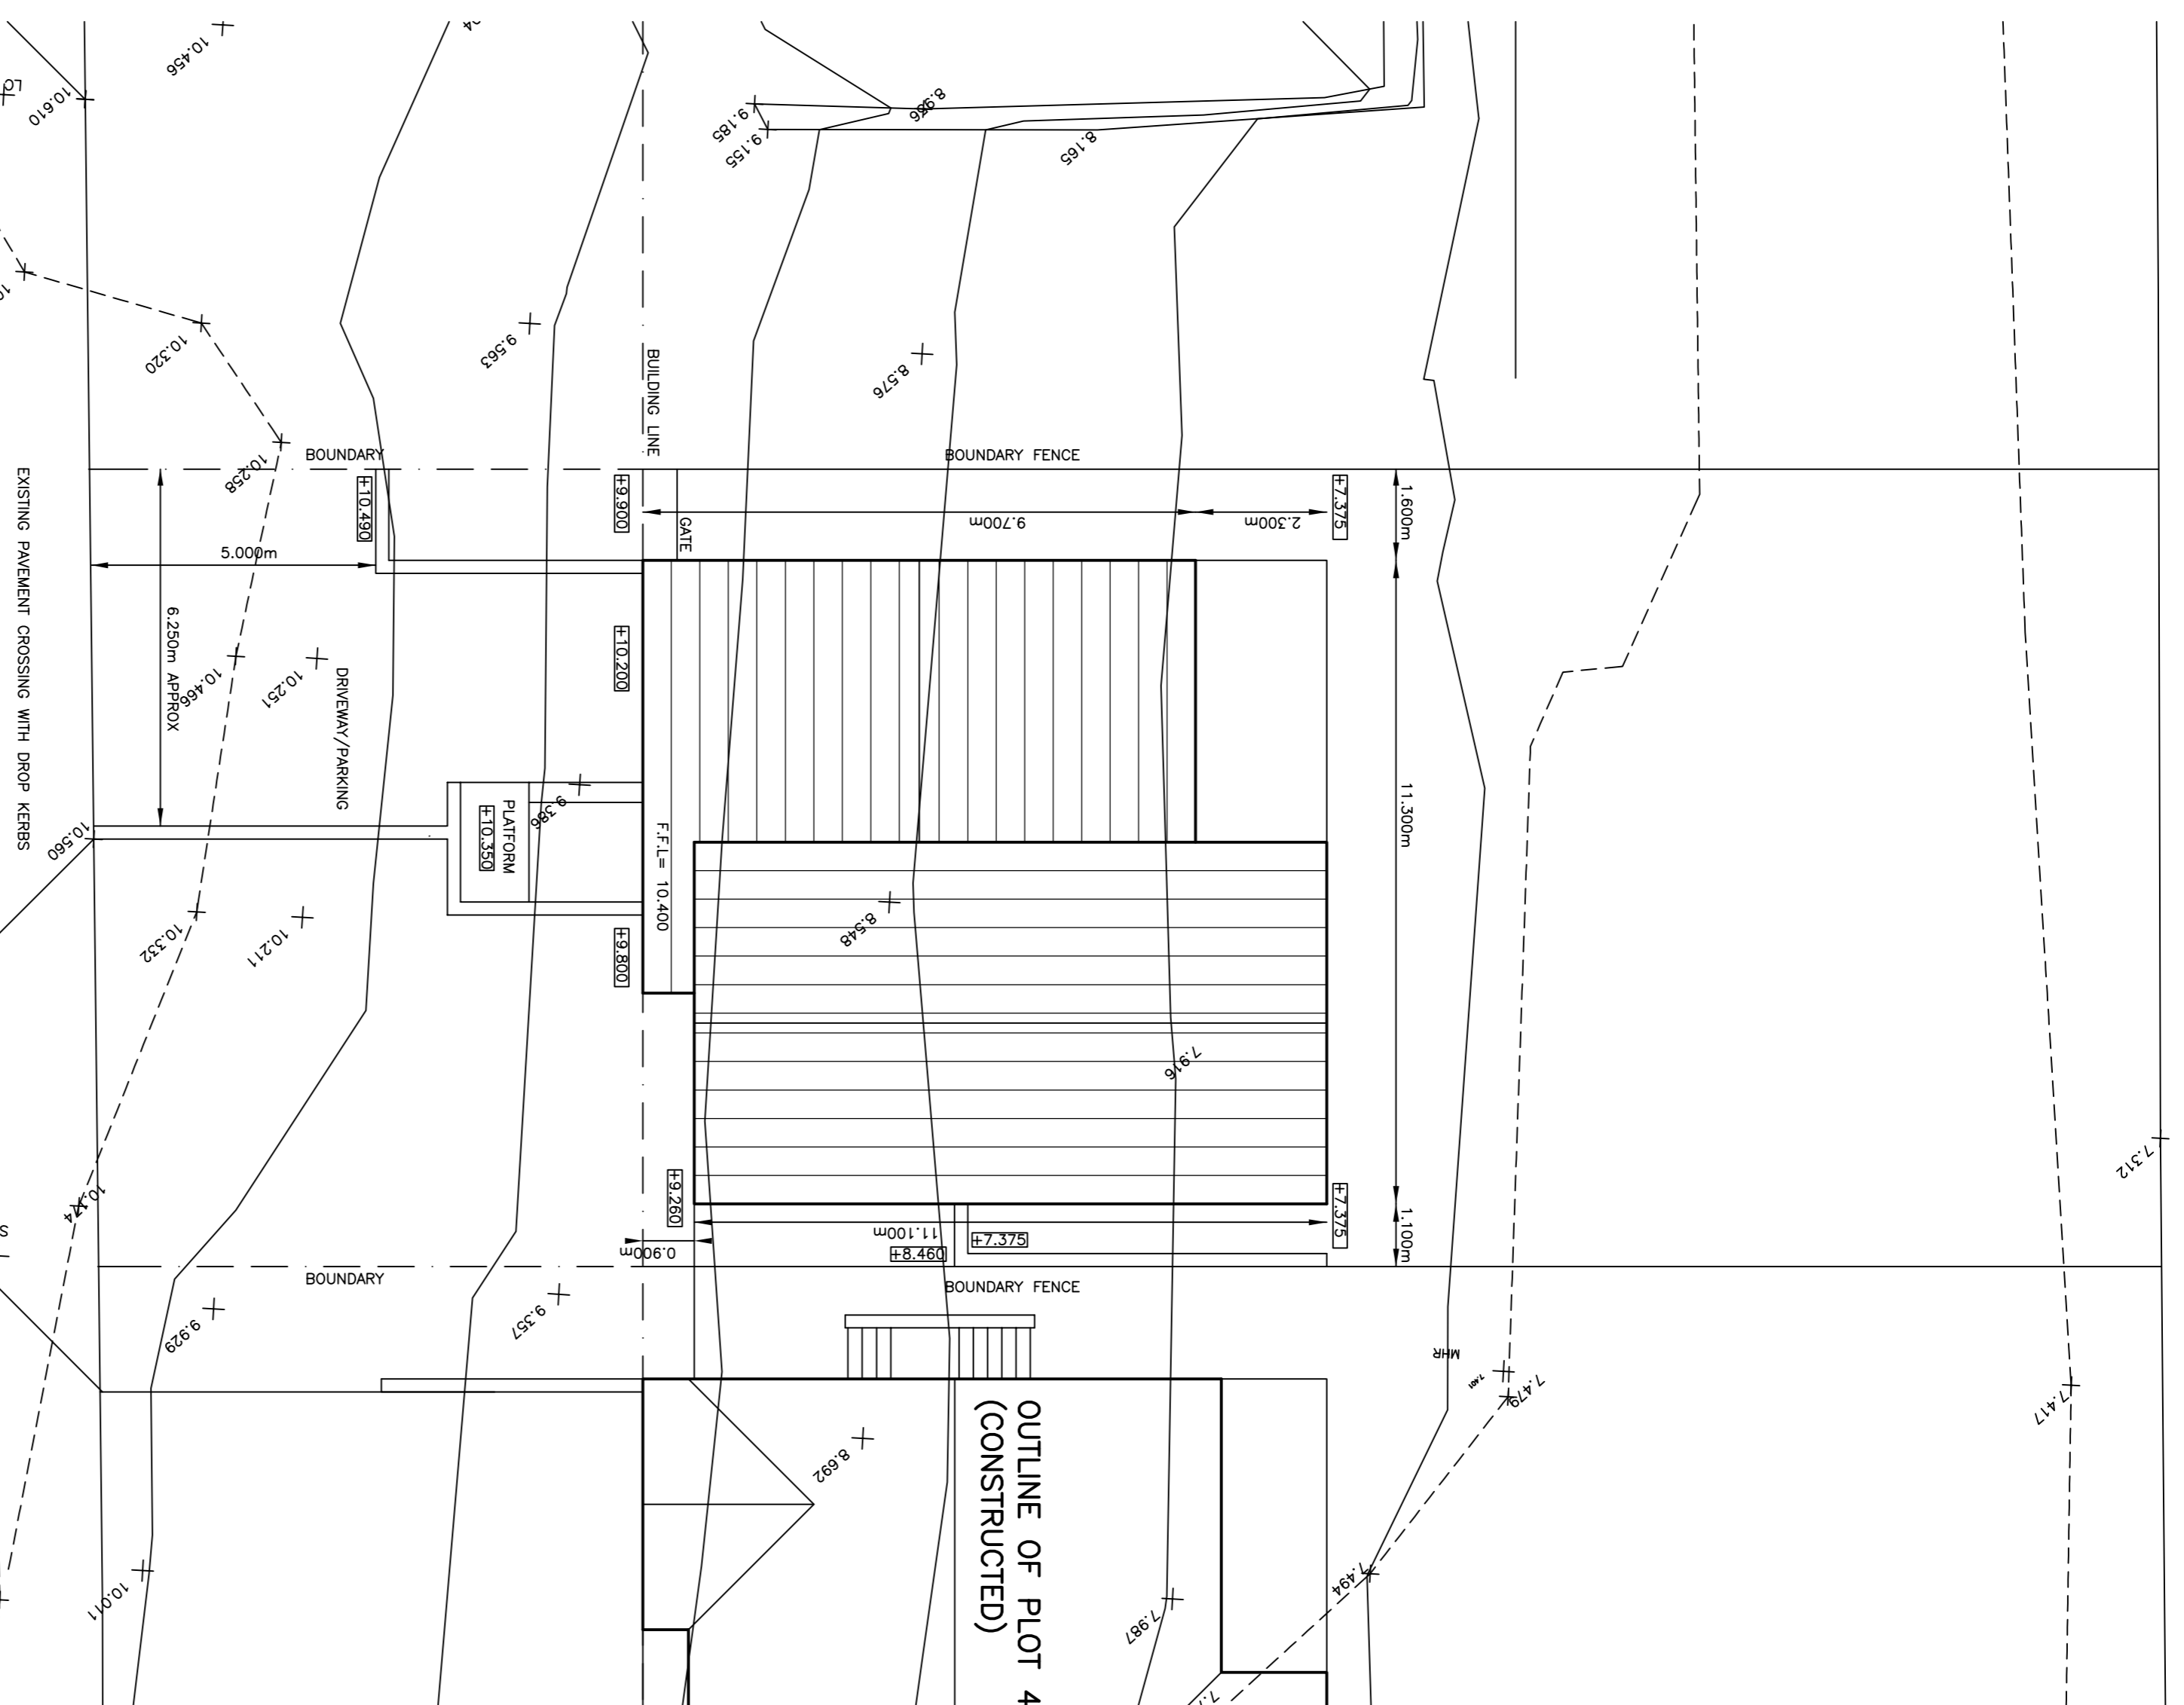 10.456
10.610
9.185
9.155
8.165
10.320
9.563
8.576
BUILDING LINE
BOUNDARY
BOUNDARY FENCE
10.258
+10.490
+9.900
GATE
9.700m
2.300m
+7.375
1.600m
5.000m
6.250m APPROX
EXISTING PAVEMENT CROSSING WITH DROP KERBS
10.466
10.251
DRIVEWAY/PARKING
+10.200
9.386
PLATFORM
+10.350
F.F.L= 10.400
11.300m
10.560
10.332
10.211
+9.800
8.548
7.916
7.312
10.174
+9.260
11.100m
0.900m
+8.460
+7.375
+7.375
1.100m
BOUNDARY
BOUNDARY FENCE
9.929
9.357
MHR
7.401
7.479
7.417
8.692
OUTLINE OF PLOT 4
(CONSTRUCTED)
7.494
10.011
7.987